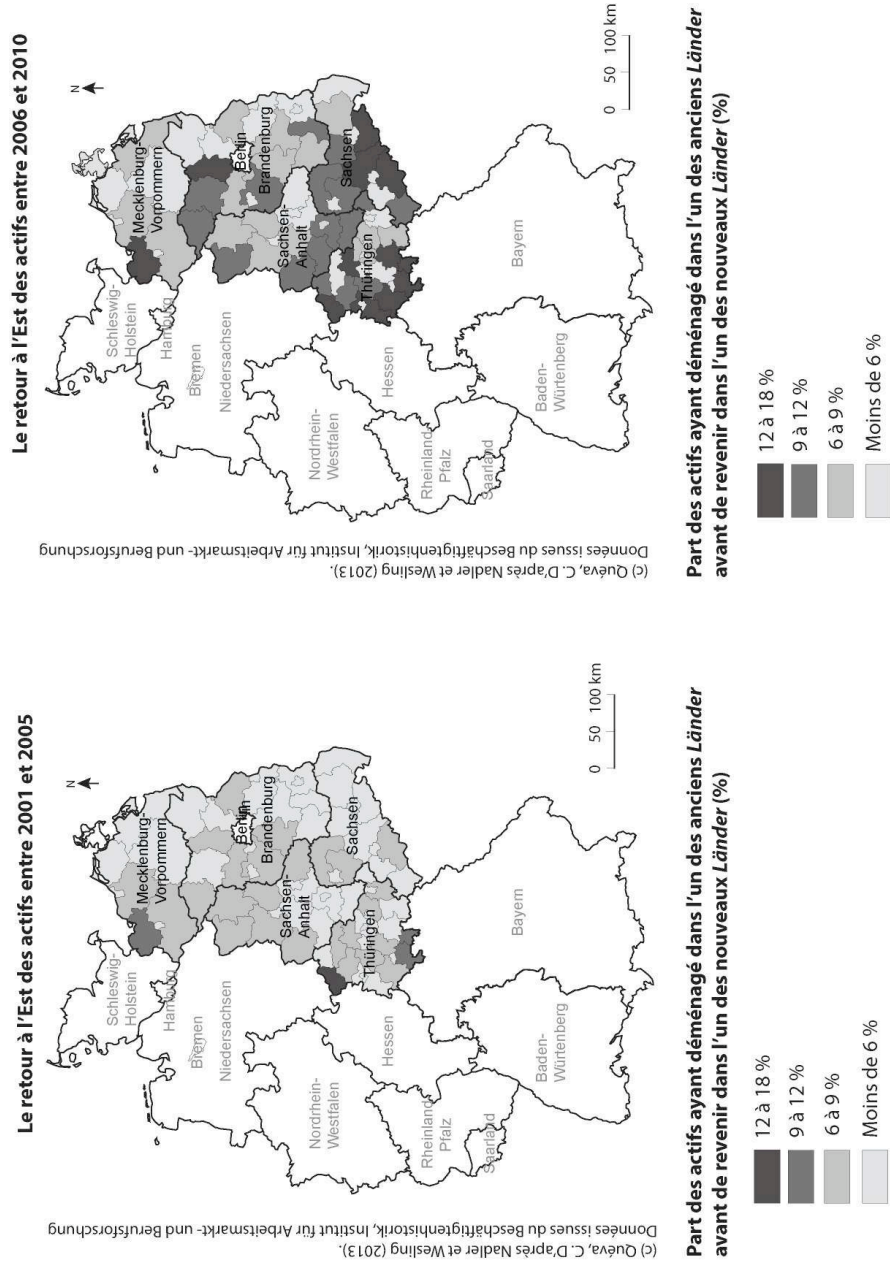 Le retour à l'Est des actifs entre 2001 et 2005
N
Schleswig-
Holstein
Hamburg
Mecklenburg-
Vorpommern
Bremen
Niedersachsen
Berlin
Brandenburg
Sachsen-
Anhalt
Nordrhein-
Westfalen
Sachsen
Thüringen
Hessen
Rheinland
Pfalz
Saarland
Bayern
Baden-
Würtenberg
0 50 100 km
(c) Quéva, C. D'après Nadler et Wesling (2013).
Données issues du Beschäftigtenhistorik, Institut für Arbeitsmarkt- und Berufsforschung
Part des actifs ayant déménagé dans l'un des anciens Länder
avant de revenir dans l'un des nouveaux Länder (%)
12 à 18 %
9 à 12 %
6 à 9 %
Moins de 6 %
Le retour à l'Est des actifs entre 2006 et 2010
N
Schleswig-
Holstein
Hamburg
Mecklenburg-
Vorpommern
Bremen
Niedersachsen
Berlin
Brandenburg
Sachsen-
Anhalt
Nordrhein-
Westfalen
Sachsen
Thüringen
Hessen
Rheinland
Pfalz
Saarland
Bayern
Baden-
Würtenberg
0 50 100 km
(c) Quéva, C. D'après Nadler et Wesling (2013).
Données issues du Beschäftigtenhistorik, Institut für Arbeitsmarkt- und Berufsforschung
Part des actifs ayant déménagé dans l'un des anciens Länder
avant de revenir dans l'un des nouveaux Länder (%)
12 à 18 %
9 à 12 %
6 à 9 %
Moins de 6 %